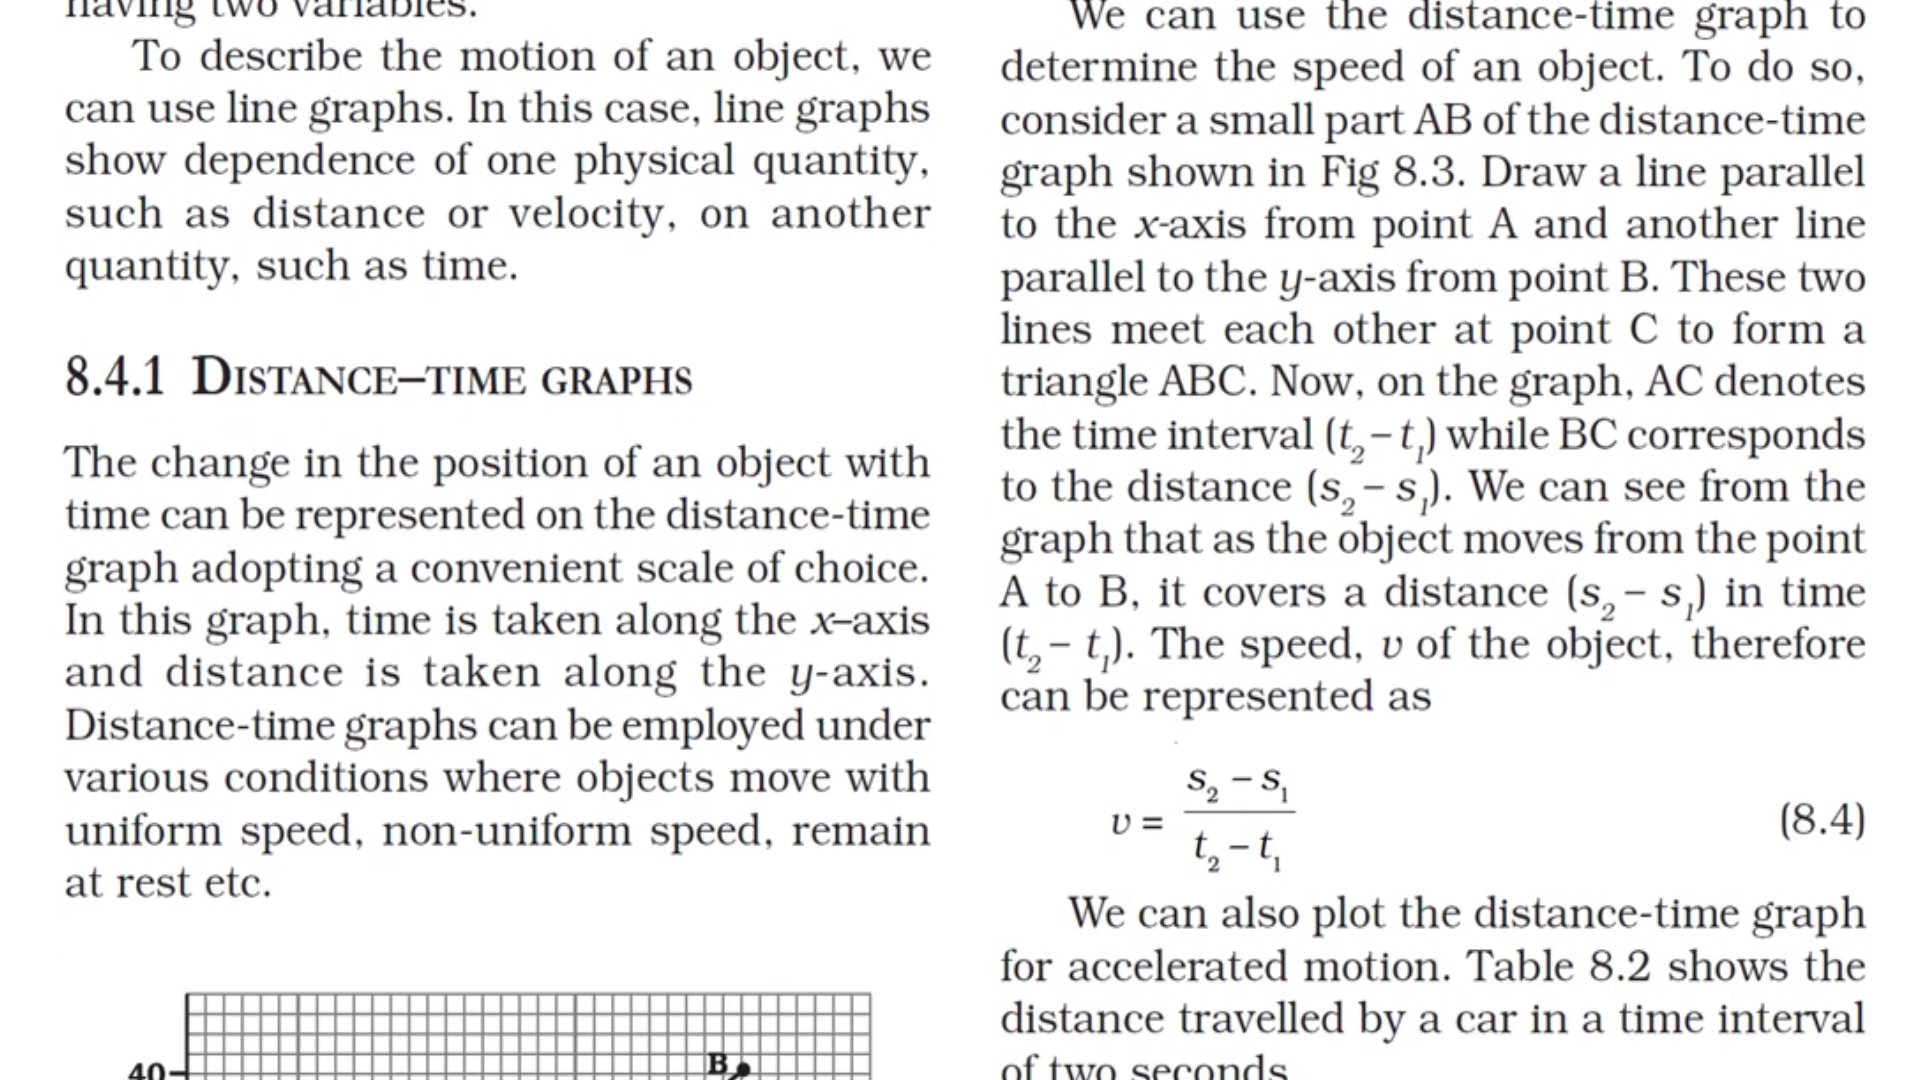 having two variables.
To describe the motion of an object, we
can use line graphs. In this case, line graphs
show dependence of one physical quantity,
such as distance or velocity, on another
quantity, such as time.
8.4.1 DISTANCE–TIME GRAPHS
The change in the position of an object with
time can be represented on the distance-time
graph adopting a convenient scale of choice.
In this graph, time is taken along the x–axis
and distance is taken along the y-axis.
Distance-time graphs can be employed under
various conditions where objects move with
uniform speed, non-uniform speed, remain
at rest etc.
40
B
We can use the distance-time graph to
determine the speed of an object. To do so,
consider a small part AB of the distance-time
graph shown in Fig 8.3. Draw a line parallel
to the x-axis from point A and another line
parallel to the y-axis from point B. These two
lines meet each other at point C to form a
triangle ABC. Now, on the graph, AC denotes
the time interval (t₂ – t₁) while BC corresponds
to the distance (s₂ – s₁). We can see from the
graph that as the object moves from the point
A to B, it covers a distance (s₂ – s₁) in time
(t₂ – t₁). The speed, v of the object, therefore
can be represented as
v = (s₂ – s₁) / (t₂ – t₁) (8.4)
We can also plot the distance-time graph
for accelerated motion. Table 8.2 shows the
distance travelled by a car in a time interval
of two seconds.